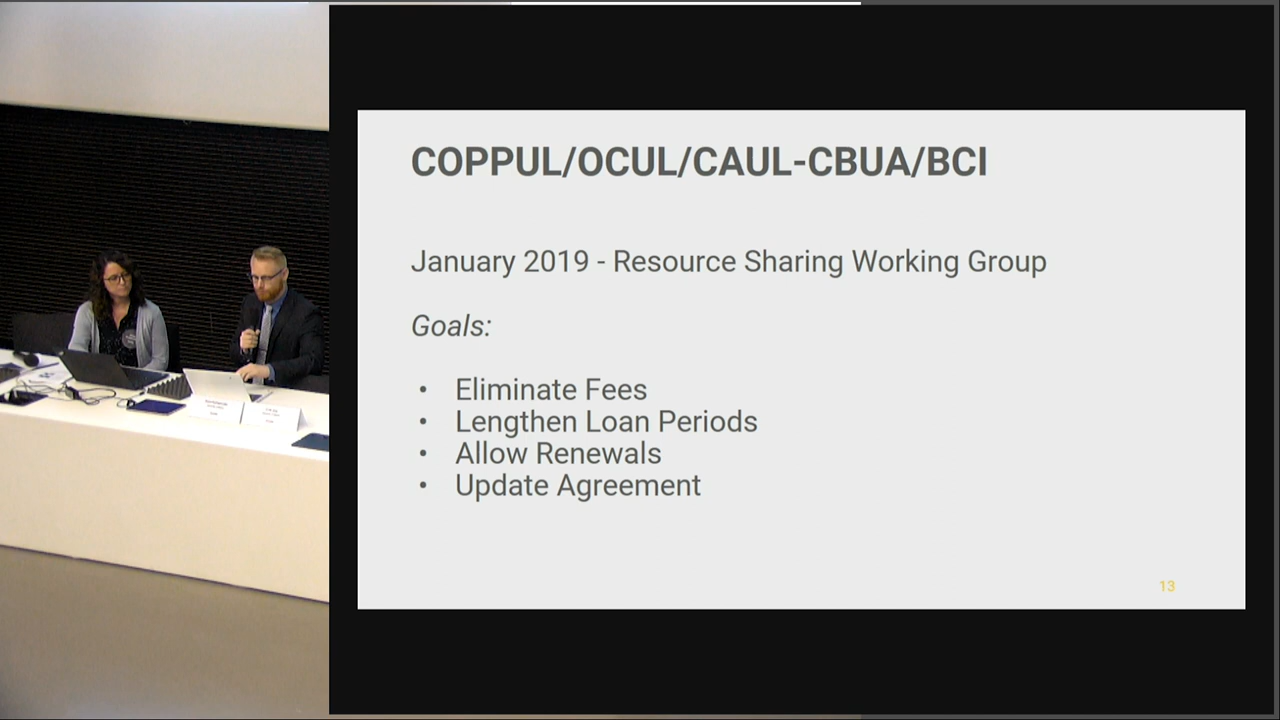 COPPUL/OCUL/CAUL-CBUA/BCI
January 2019 - Resource Sharing Working Group
Goals:
• Eliminate Fees
• Lengthen Loan Periods
• Allow Renewals
• Update Agreement
13